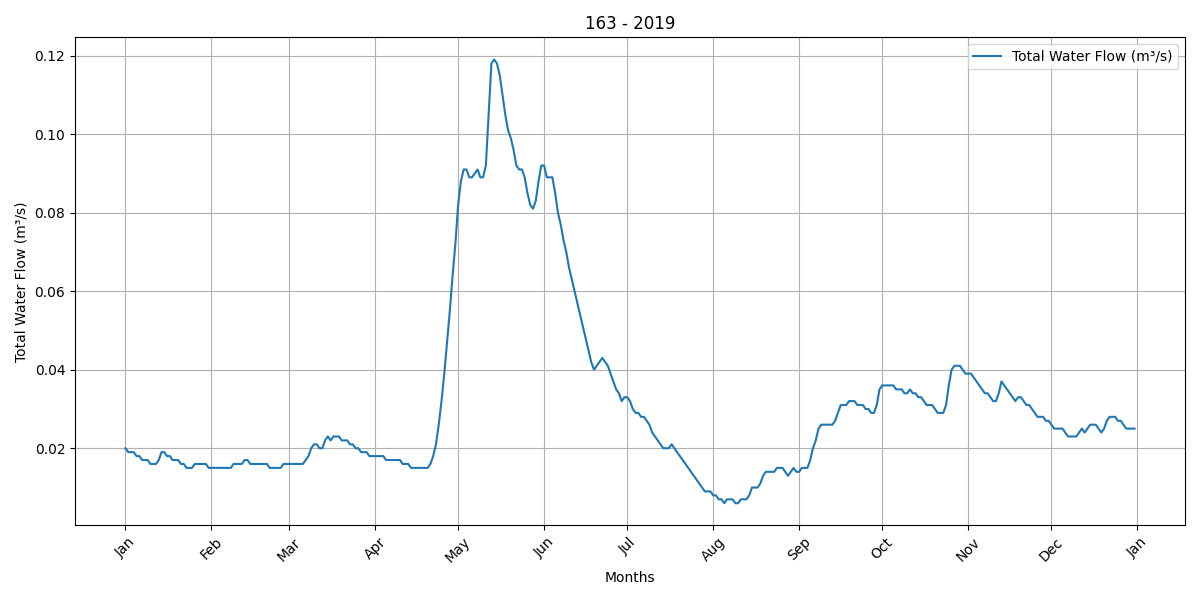 163 - 2019
Total Water Flow (m³/s)
0.12
0.10
0.08
0.06
0.04
0.02
Total Water Flow (m³/s)
Jan
Feb
Mar
Apr
May
Jun
Jul
Aug
Sep
Oct
Nov
Dec
Jan
Months